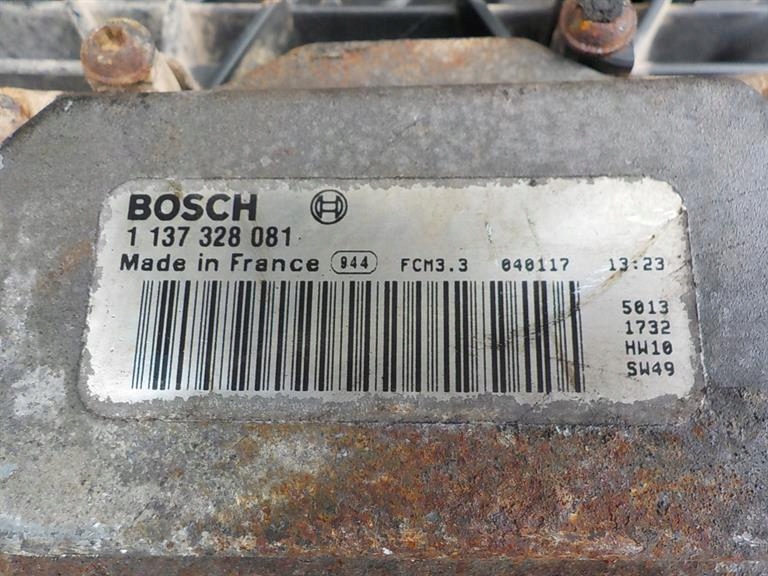 BOSCH
1 137 328 081
Made in France 944 FCM3.3 040117 13:23
5013
1732
HW10
SW49